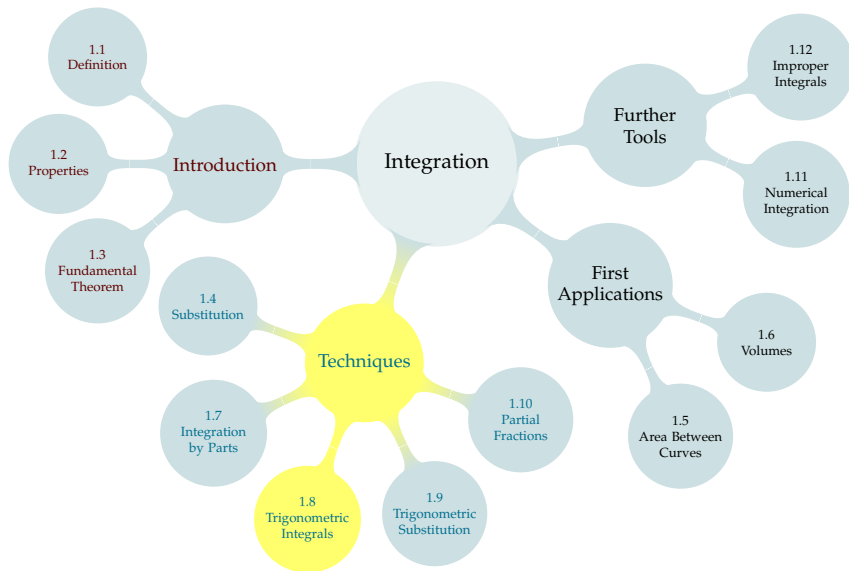 1.1
Definition
1.2
Properties
1.3
Fundamental
Theorem
Introduction
Integration
Further
Tools
1.12
Improper
Integrals
1.11
Numerical
Integration
First
Applications
1.6
Volumes
1.5
Area Between
Curves
Techniques
1.4
Substitution
1.7
Integration
by Parts
1.8
Trigonometric
Integrals
1.9
Trigonometric
Substitution
1.10
Partial
Fractions